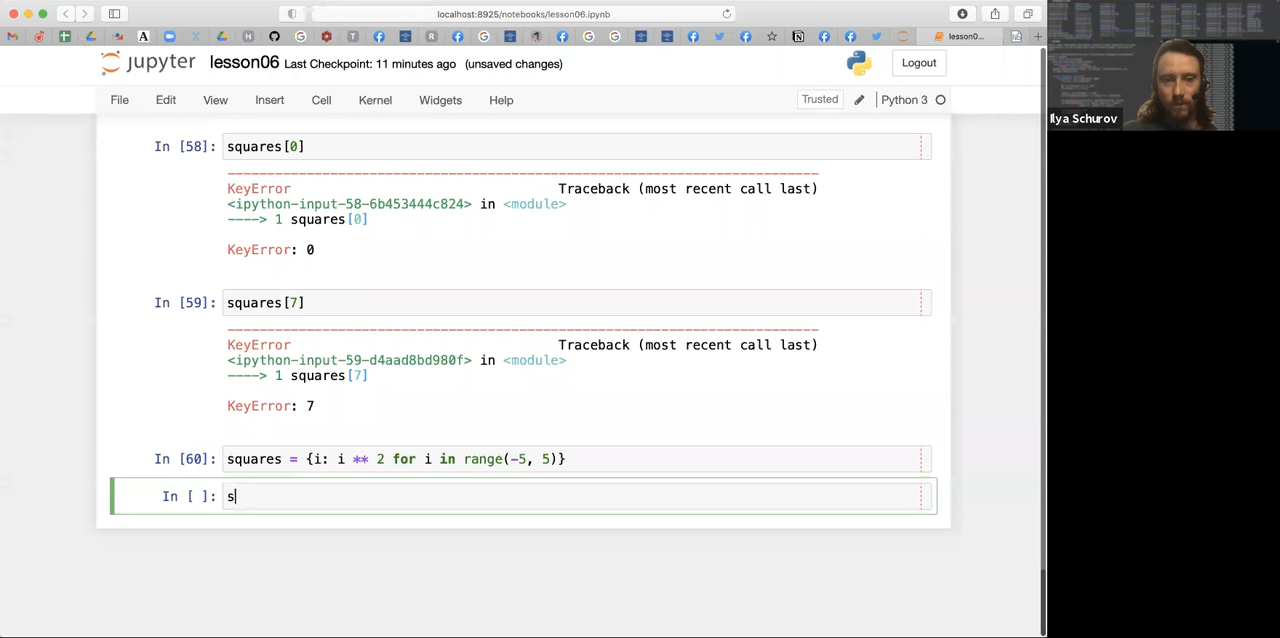 localhost:8925/notebooks/lesson06.ipynb
lesson0...
jupyter lesson06 Last Checkpoint: 11 minutes ago (unsaved changes)
Logout
File Edit View Insert Cell Kernel Widgets Help
Trusted Python 3
Ilya Schurov
In [58]: squares[0]
KeyError Traceback (most recent call last)
<ipython-input-58-6b453444c824> in <module>
----> 1 squares[0]
KeyError: 0
In [59]: squares[7]
KeyError Traceback (most recent call last)
<ipython-input-59-d4aad8bd980f> in <module>
----> 1 squares[7]
KeyError: 7
In [60]: squares = {i: i ** 2 for i in range(-5, 5)}
In [ ]: s